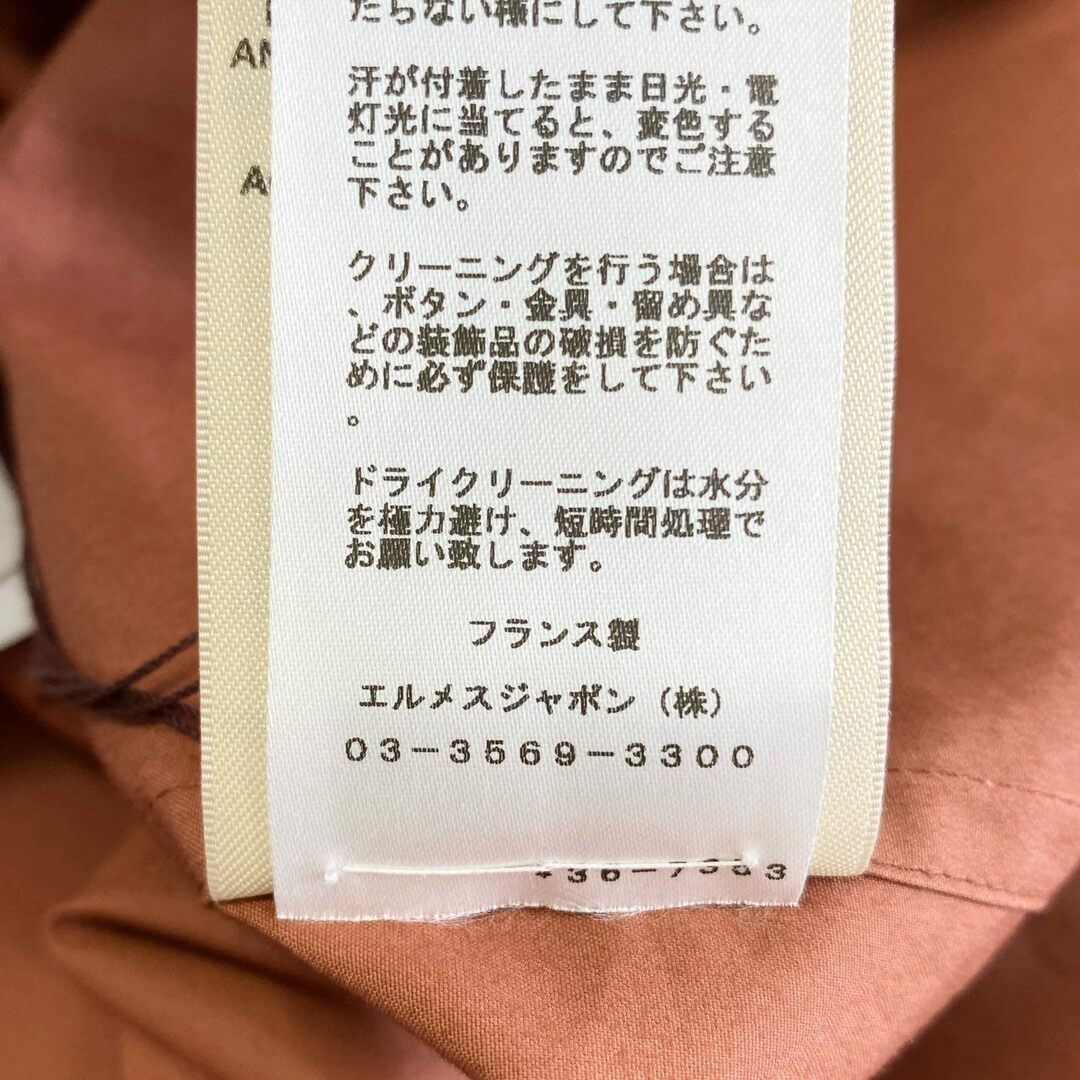 たらない様にして下さい。
汗が付着したまま日光・電
灯光に当てると、変色する
ことがありますのでご注意
下さい。
クリーニングを行う場合は
、ボタン・金具・留め具な
どの装飾品の破損を防ぐた
めに必ず保護をして下さい
。
ドライクリーニングは水分
を極力避け、短時間処理で
お願い致します。
フランス製
エルメスジャポン（株）
03-3569-3300